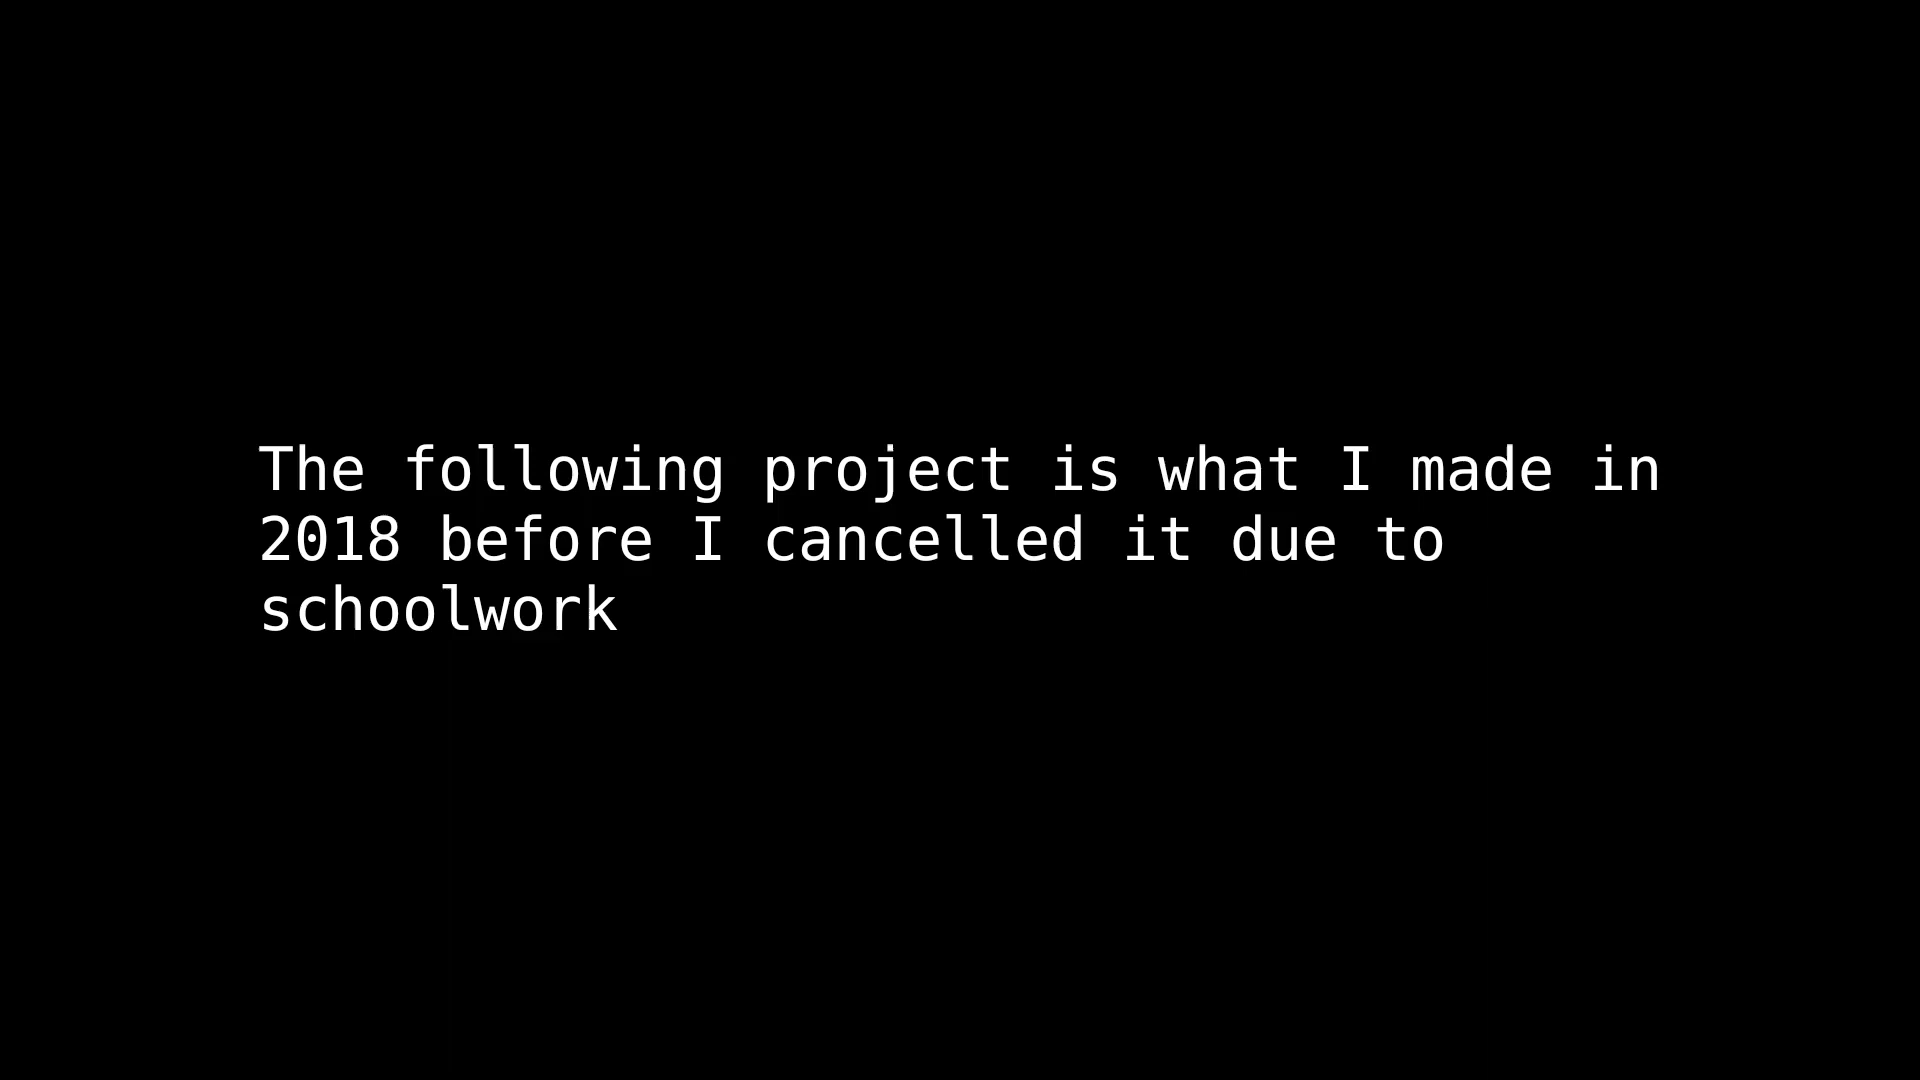 The following project is what I made in
2018 before I cancelled it due to
schoolwork